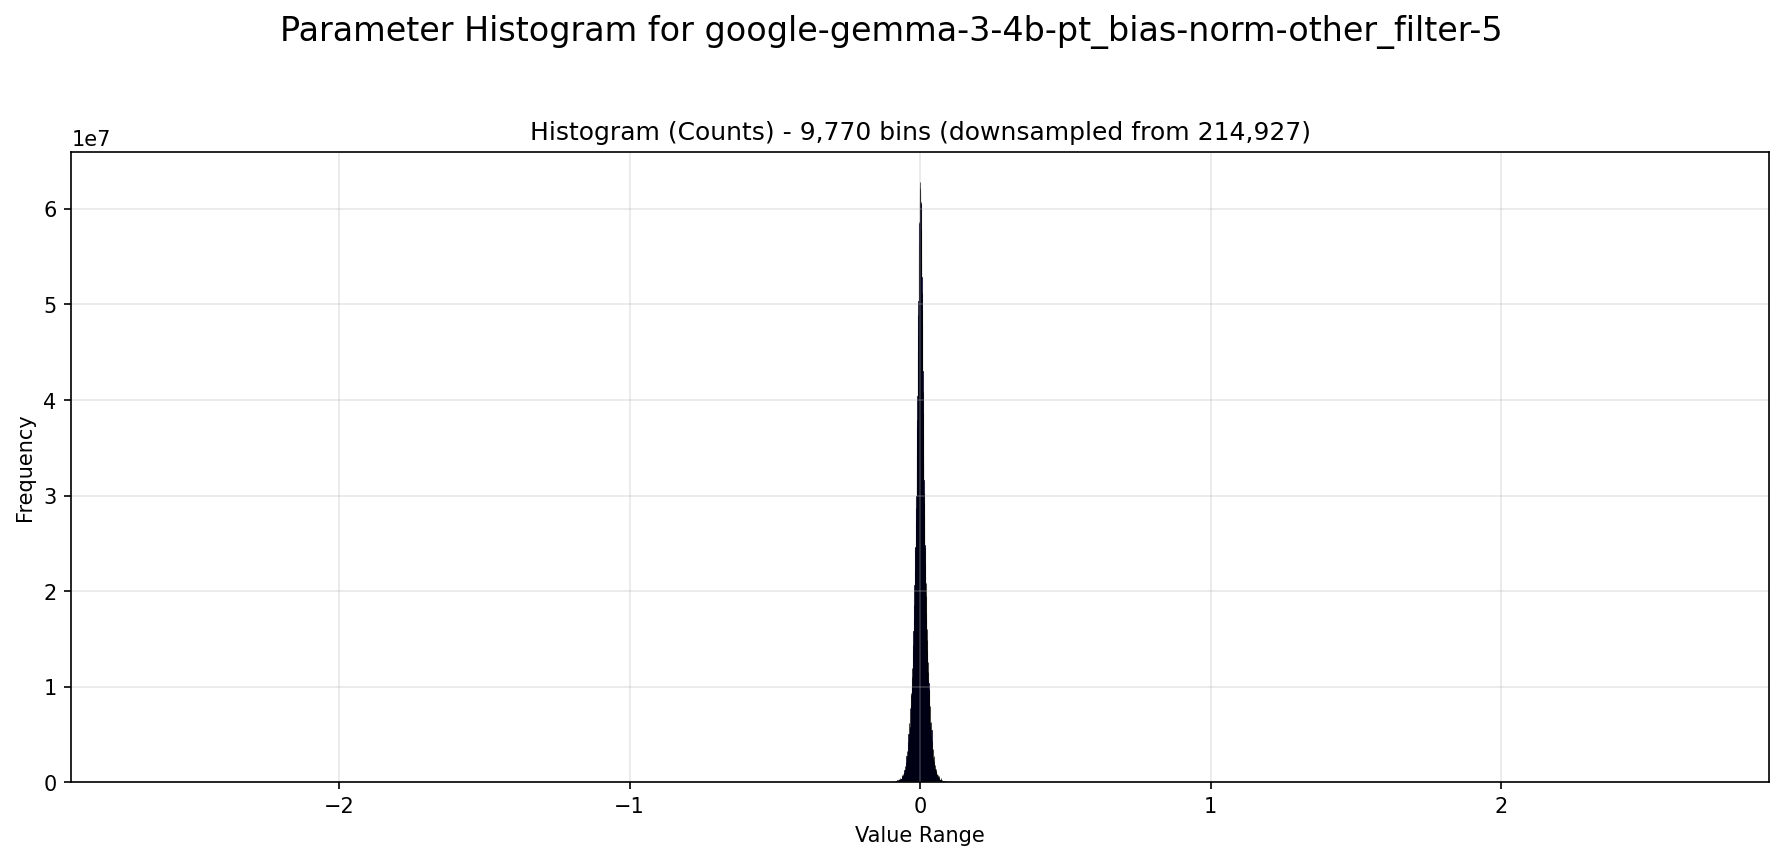 Parameter Histogram for google-gemma-3-4b-pt_bias-norm-other_filter-5
Histogram (Counts) - 9,770 bins (downsampled from 214,927)
1e7
6
5
4
3
2
1
0
Frequency
−2
−1
0
1
2
Value Range